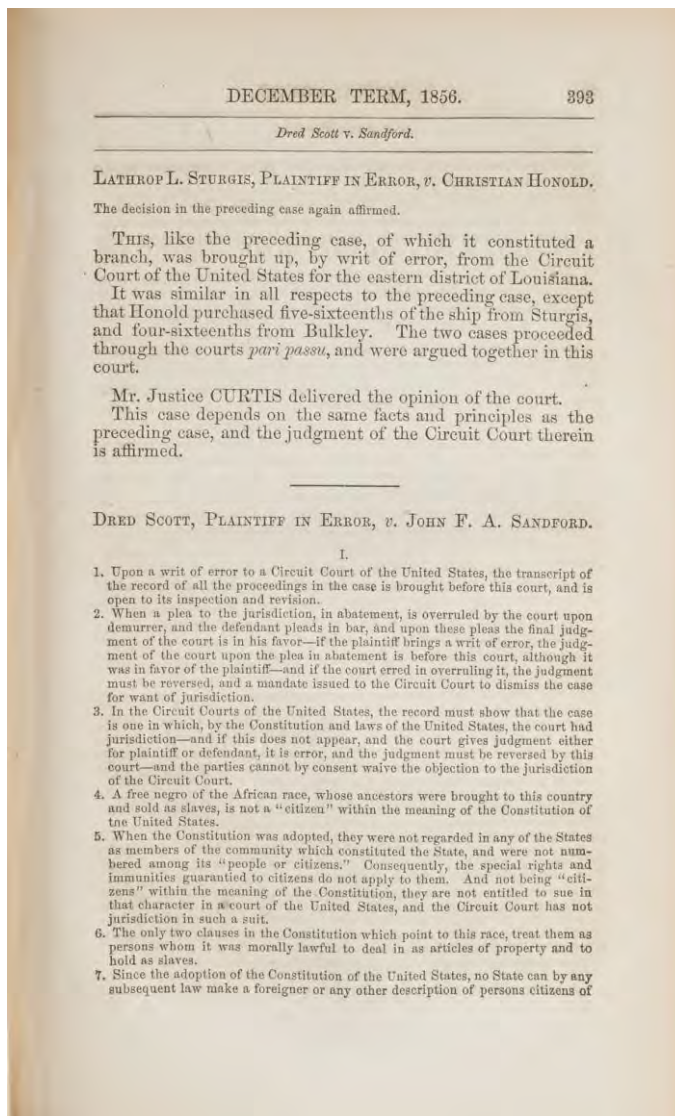 DECEMBER TERM, 1856. 393
Dred Scott v. Sandford.
LATHROP L. STURGIS, PLAINTIFF IN ERROR, v. CHRISTIAN HONOLD.
The decision in the preceding case again affirmed.
THIS, like the preceding case, of which it constituted a
branch, was brought up, by writ of error, from the Circuit
Court of the United States for the eastern district of Louisiana.
It was similar in all respects to the preceding case, except
that Honold purchased five-sixteenths of the ship from Sturgis,
and four-sixteenths from Bulkley. The two cases proceeded
through the courts pari passu, and were argued together in this
court.
Mr. Justice CURTIS delivered the opinion of the court.
This case depends on the same facts and principles as the
preceding case, and the judgment of the Circuit Court therein
is affirmed.
DRED SCOTT, PLAINTIFF IN ERROR, v. JOHN F. A. SANDFORD.
I.
1. Upon a writ of error to a Circuit Court of the United States, the transcript of
the record of all the proceedings in the case is brought before this court, and is
open to its inspection and revision.
2. When a plea to the jurisdiction, in abatement, is overruled by the court upon
demurrer, and the defendant pleads in bar, and upon these pleas the final judg-
ment of the court is in his favor—if the plaintiff brings a writ of error, the judg-
ment of the court upon the plea in abatement is before this court, although it
was in favor of the plaintiff—and if the court erred in overruling it, the judgment
must be reversed, and a mandate issued to the Circuit Court to dismiss the case
for want of jurisdiction.
3. In the Circuit Courts of the United States, the record must show that the case
is one in which, by the Constitution and laws of the United States, the court had
jurisdiction—and if this does not appear, and the court gives judgment either
for plaintiff or defendant, it is error, and the judgment must be reversed by this
court—and the parties cannot by consent waive the objection to the jurisdiction
of the Circuit Court.
4. A free negro of the African race, whose ancestors were brought to this country
and sold as slaves, is not a "citizen" within the meaning of the Constitution of
the United States.
5. When the Constitution was adopted, they were not regarded in any of the States
as members of the community which constituted the State, and were not num-
bered among its "people or citizens." Consequently, the special rights and
immunities guarantied to citizens do not apply to them. And not being "citi-
zens" within the meaning of the Constitution, they are not entitled to sue in
that character in a court of the United States, and the Circuit Court has not
jurisdiction in such a suit.
6. The only two clauses in the Constitution which point to this race, treat them as
persons whom it was morally lawful to deal in as articles of property and to
hold as slaves.
7. Since the adoption of the Constitution of the United States, no State can by any
subsequent law make a foreigner or any other description of persons citizens of